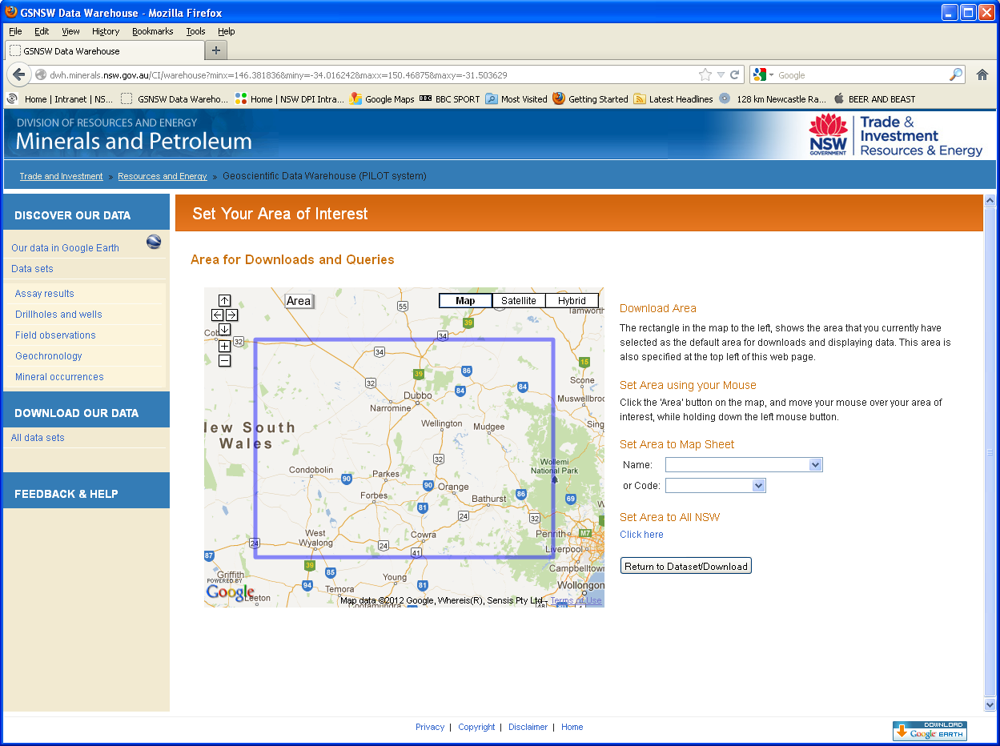 GSNSW Data Warehouse - Mozilla Firefox
File Edit View History Bookmarks Tools Help
GSNSW Data Warehouse
dwh.minerals.nsw.gov.au/CI/warehouse?minx=146.381836&miny=-34.016242&maxx=150.46875&maxy=-31.503629
Google
Home | Intranet | NS... GSNSW Data Wareho... Home | NSW DPI Intra... Google Maps BBC BBC SPORT Most Visited Getting Started Latest Headlines 128 km Newcastle Ra... BEER AND BEAST
DIVISION OF RESOURCES AND ENERGY
Minerals and Petroleum
NSW
GOVERNMENT
Trade &
Investment
Resources & Energy
Trade and Investment » Resources and Energy » Geoscientific Data Warehouse (PILOT system)
DISCOVER OUR DATA
Our data in Google Earth
Data sets
Assay results
Drillholes and wells
Field observations
Geochronology
Mineral occurrences
DOWNLOAD OUR DATA
All data sets
FEEDBACK & HELP
Set Your Area of Interest
Area for Downloads and Queries
Area
Map Satellite Hybrid
55
Tamworth
39
Cob
32
34
34
39
86
15
32
84
84
Scone
Dubbo
Muswellbroo
Narromine
Wellington
Mudgee
Sing
New South
Wales
32
Wollemi
National Park
Condobolin
90
Parkes
90
Orange
Forbes
Bathurst
86
69
81
24
32
West
Wyalong
Cowra
Penrith
M7
24
24
41
Liverpool
87
39
85
Campbelltown
Griffith
94
Temora
Young
81
Wollongon
POWERED BY
Google
Leeton
Cootamundra
Map data ©2012 Google, Whereis(R), Sensis Pty Ltd - Terms of Use
Download Area
The rectangle in the map to the left, shows the area that you currently have
selected as the default area for downloads and displaying data. This area is
also specified at the top left of this web page.
Set Area using your Mouse
Click the 'Area' button on the map, and move your mouse over your area of
interest, while holding down the left mouse button.
Set Area to Map Sheet
Name:
or Code:
Set Area to All NSW
Click here
Return to Dataset/Download
Privacy | Copyright | Disclaimer | Home
DOWNLOAD
Google EARTH